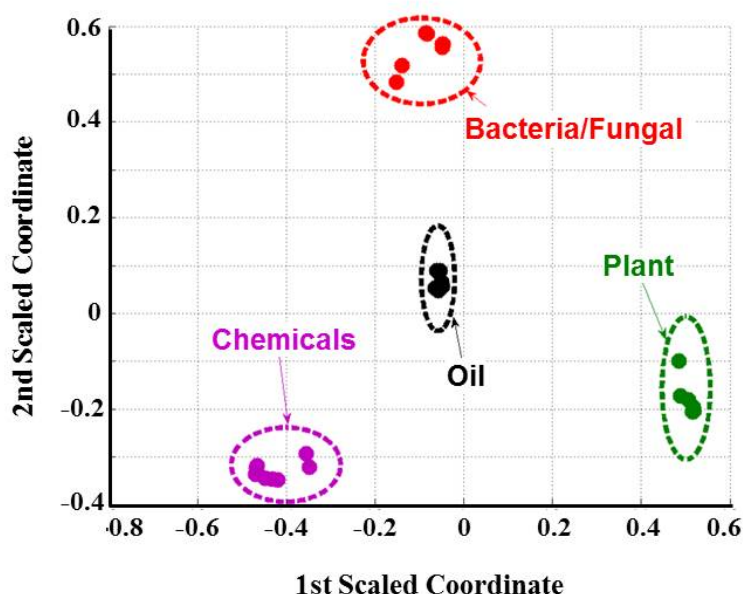 0.6
0.4
0.2
0
-0.2
-0.4
2nd Scaled Coordinate
Bacteria/Fungal
Plant
Chemicals
Oil
-0.8 -0.6 -0.4 -0.2 0 0.2 0.4 0.6
1st Scaled Coordinate